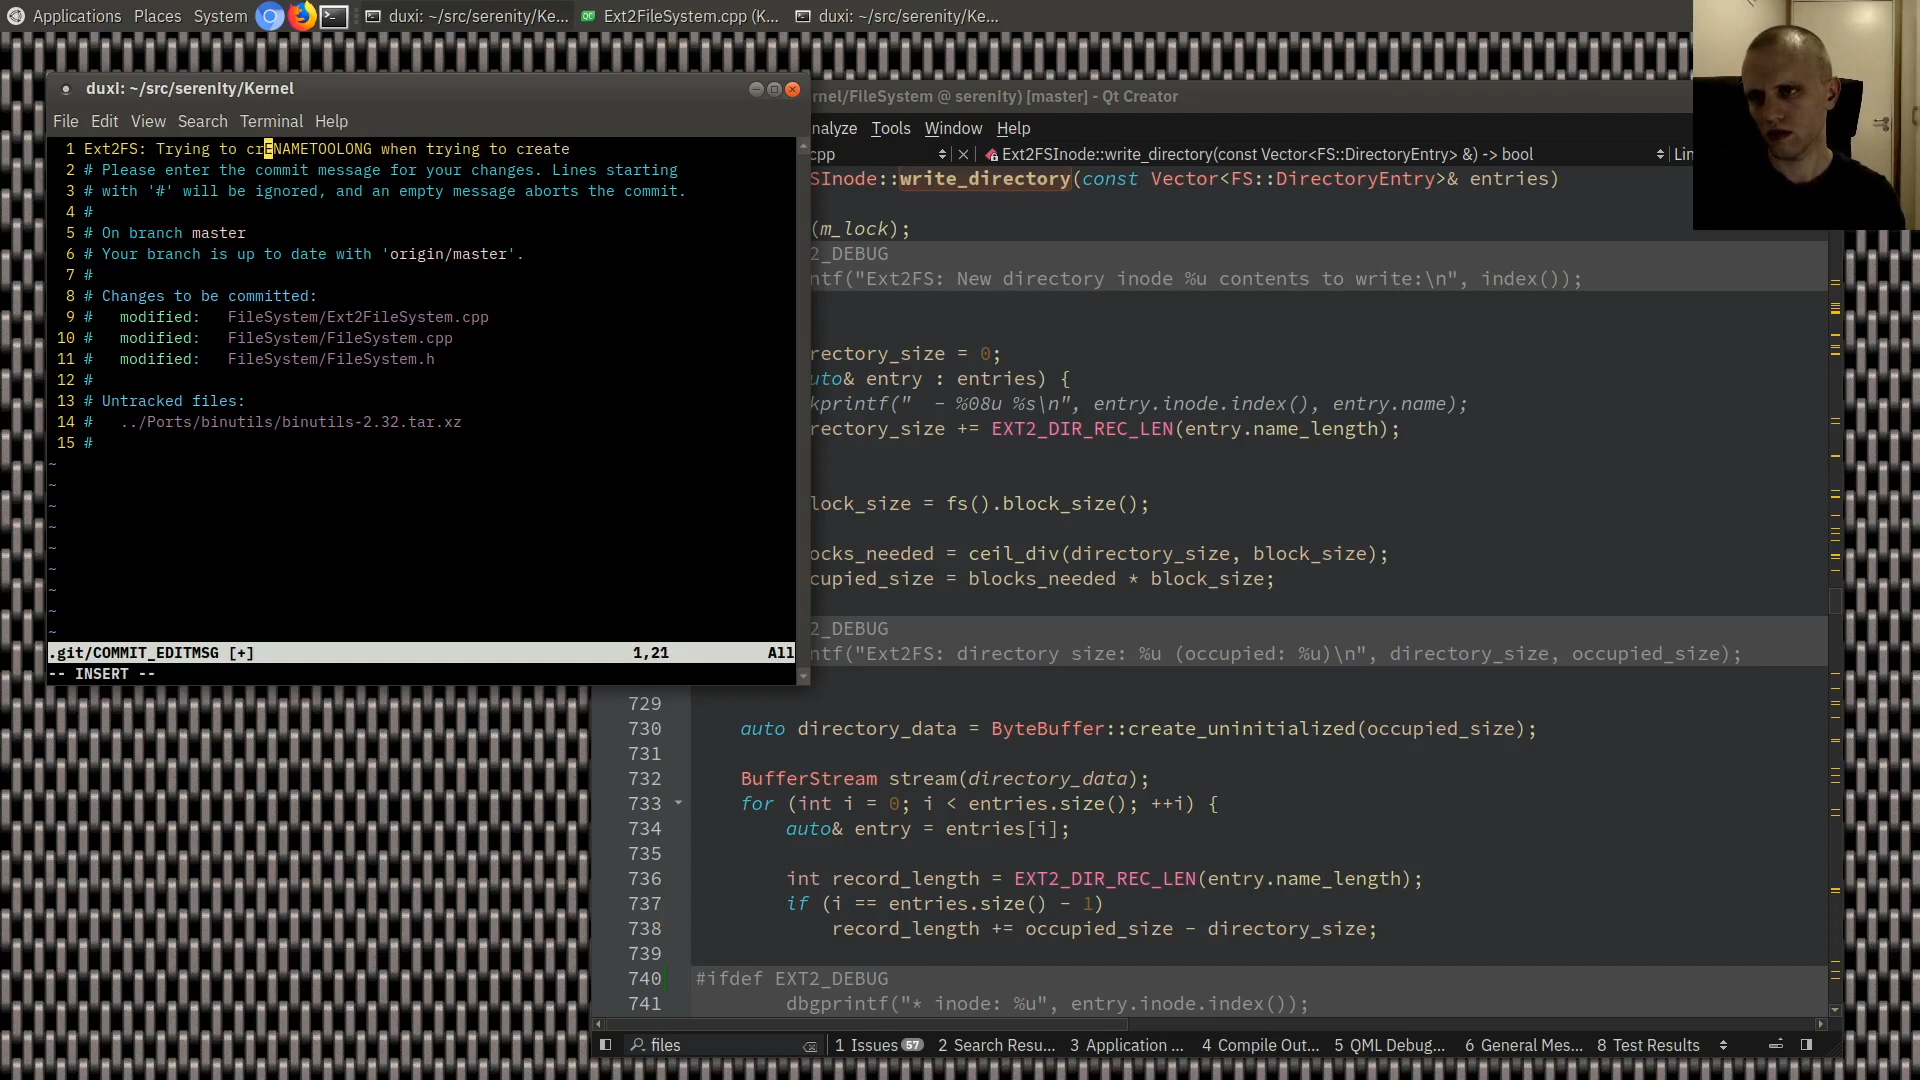 Applications Places System duxi: ~/src/serenity/Ke... Ext2FileSystem.cpp (K... duxi: ~/src/serenity/Ke...
duxi: ~/src/serenity/Kernel
File Edit View Search Terminal Help
1 Ext2FS: Trying to crENAMETOOLONG when trying to create
2 # Please enter the commit message for your changes. Lines starting
3 # with '#' will be ignored, and an empty message aborts the commit.
4 #
5 # On branch master
6 # Your branch is up to date with 'origin/master'.
7 #
8 # Changes to be committed:
9 # modified: FileSystem/Ext2FileSystem.cpp
10 # modified: FileSystem/FileSystem.cpp
11 # modified: FileSystem/FileSystem.h
12 #
13 # Untracked files:
14 # ../Ports/binutils/binutils-2.32.tar.xz
15 #
~
~
~
~
~
~
~
~
~
.git/COMMIT_EDITMSG [+] 1,21 All
-- INSERT --
rnel/FileSystem @ serenity) [master] - Qt Creator
nalyze Tools Window Help
cpp Ext2FSInode::write_directory(const Vector<FS::DirectoryEntry> &) -> bool Lin
SInode::write_directory(const Vector<FS::DirectoryEntry>& entries)
(m_lock);
2_DEBUG
ntf("Ext2FS: New directory inode %u contents to write:\n", index());
rectory_size = 0;
uto& entry : entries) {
kprintf(" - %08u %s\n", entry.inode.index(), entry.name);
rectory_size += EXT2_DIR_REC_LEN(entry.name_length);
lock_size = fs().block_size();
ocks_needed = ceil_div(directory_size, block_size);
cupied_size = blocks_needed * block_size;
2_DEBUG
ntf("Ext2FS: directory size: %u (occupied: %u)\n", directory_size, occupied_size);
729
730 auto directory_data = ByteBuffer::create_uninitialized(occupied_size);
731
732 BufferStream stream(directory_data);
733 for (int i = 0; i < entries.size(); ++i) {
734 auto& entry = entries[i];
735
736 int record_length = EXT2_DIR_REC_LEN(entry.name_length);
737 if (i == entries.size() - 1)
738 record_length += occupied_size - directory_size;
739
740 #ifdef EXT2_DEBUG
741 dbgprintf("* inode: %u", entry.inode.index());
files 1 Issues 57 2 Search Resu... 3 Application ... 4 Compile Out... 5 QML Debug... 6 General Mes... 8 Test Results